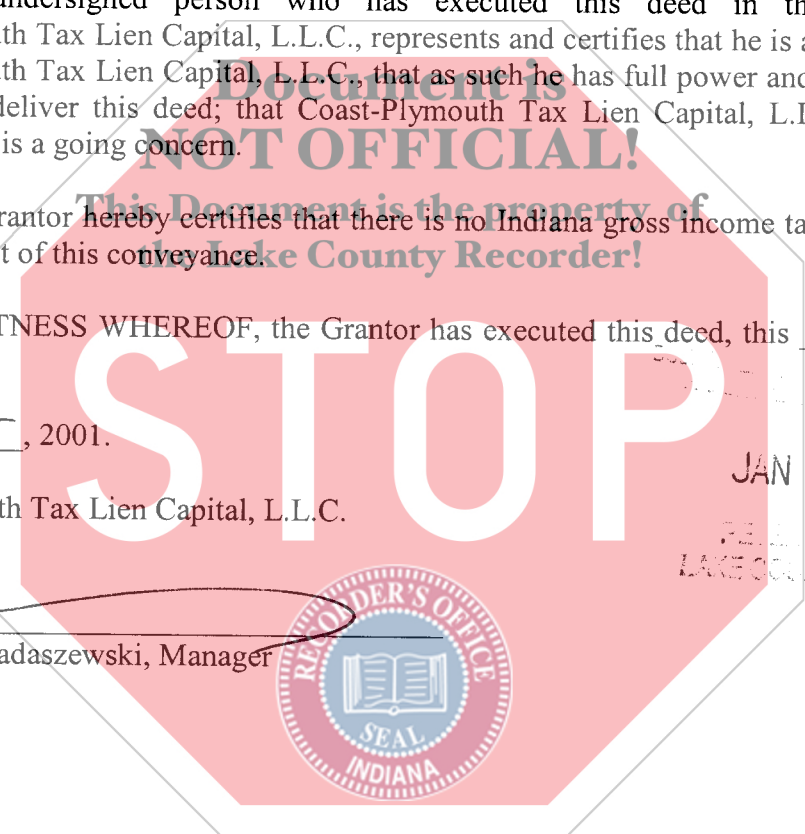 undersigned person who has executed this deed in th
th Tax Lien Capital, L.L.C., represents and certifies that he is a
th Tax Lien Capital, L.L.C., that as such he has full power and
Document is
deliver this deed; that Coast-Plymouth Tax Lien Capital, L.L
is a going concern.
NOT OFFICIAL!
This Document is the property of
rantor hereby certifies that there is no Indiana gross income ta
t of this conveyance.
the Lake County Recorder!
TNESS WHEREOF, the Grantor has executed this deed, this
STOP
, 2001.
JAN
th Tax Lien Capital, L.L.C.
adaszewski, Manager
RECORDER'S OFFICE
SEAL
INDIANA